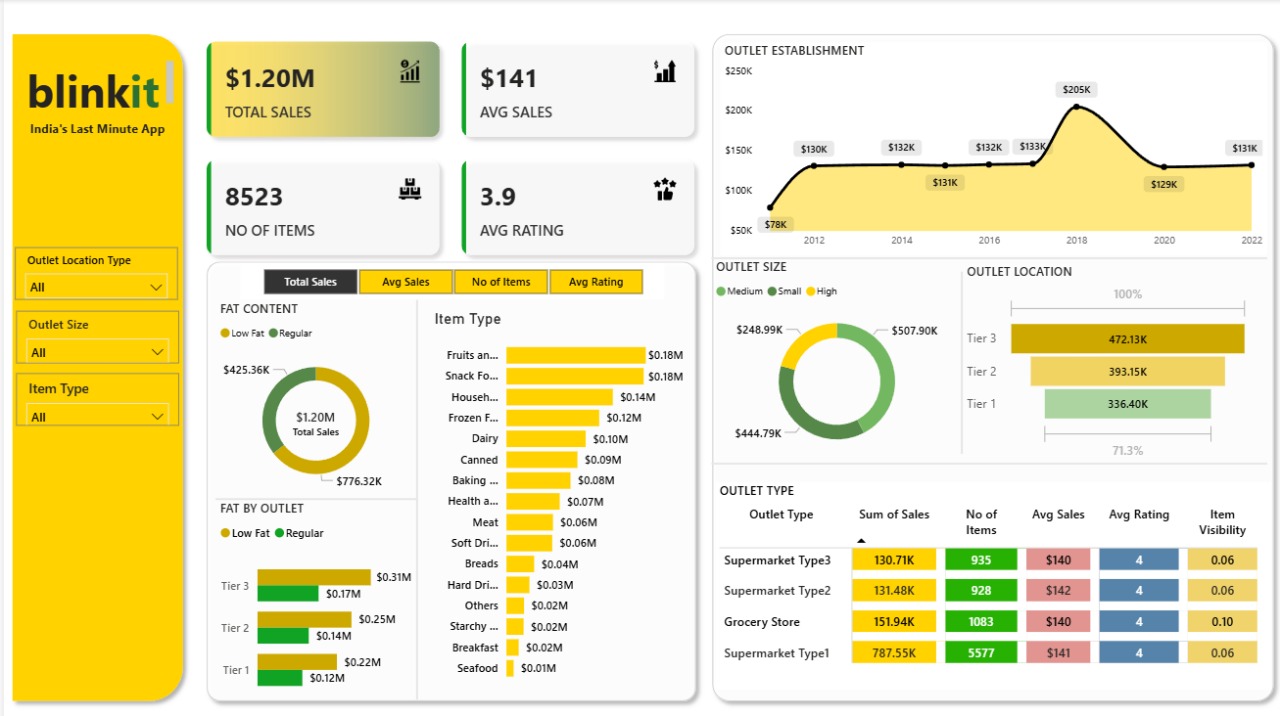 blinkit
India's Last Minute App
Outlet Location Type
All
Outlet Size
All
Item Type
All
$1.20M
TOTAL SALES
$141
AVG SALES
8523
NO OF ITEMS
3.9
AVG RATING
Total Sales Avg Sales No of Items Avg Rating
FAT CONTENT
Low Fat Regular
$425.36K
$1.20M
Total Sales
$776.32K
FAT BY OUTLET
Low Fat Regular
Tier 3 $0.31M
$0.17M
Tier 2 $0.25M
$0.14M
Tier 1 $0.22M
$0.12M
Item Type
Fruits an... $0.18M
Snack Fo... $0.18M
Househ... $0.14M
Frozen F... $0.12M
Dairy $0.10M
Canned $0.09M
Baking ... $0.08M
Health a... $0.07M
Meat $0.06M
Soft Dri... $0.06M
Breads $0.04M
Hard Dri... $0.03M
Others $0.02M
Starchy ... $0.02M
Breakfast $0.02M
Seafood $0.01M
OUTLET ESTABLISHMENT
$250K
$200K
$150K
$100K
$50K
$78K
$130K
$132K
$131K
$132K
$133K
$205K
$129K
$131K
2012 2014 2016 2018 2020 2022
OUTLET SIZE
Medium Small High
$248.99K
$507.90K
$444.79K
OUTLET LOCATION
100%
Tier 3 472.13K
Tier 2 393.15K
Tier 1 336.40K
71.3%
OUTLET TYPE
Outlet Type Sum of Sales No of Items Avg Sales Avg Rating Item Visibility
Supermarket Type3 130.71K 935 $140 4 0.06
Supermarket Type2 131.48K 928 $142 4 0.06
Grocery Store 151.94K 1083 $140 4 0.10
Supermarket Type1 787.55K 5577 $141 4 0.06